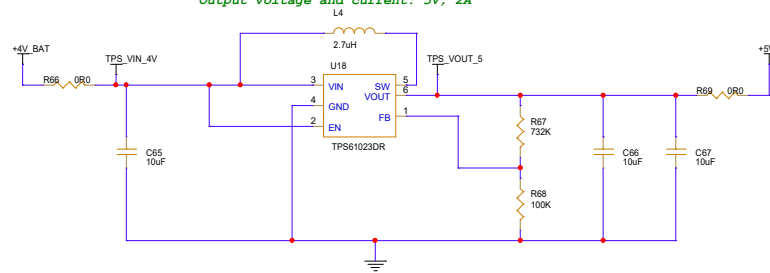 Output voltage and current: 5V, 2A
L4
2.7uH
+4V_BAT
TPS_VIN_4V
TPS_VOUT_5
R66 0R0
U18
3 VIN
SW 5
VOUT 6
4 GND
FB 1
2 EN
TPS61023DR
R69 0R0
R67
732K
C65
10uF
C66
10uF
C67
10uF
R68
100K